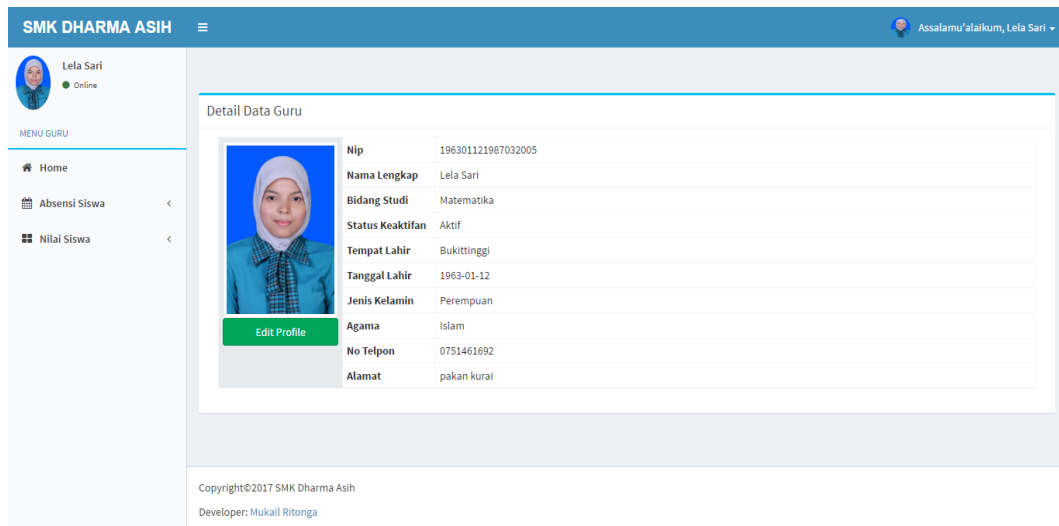 SMK DHARMA ASIH
Assalamu'alaikum, Lela Sari
Lela Sari
Online
MENU GURU
Home
Absensi Siswa
Nilai Siswa
Detail Data Guru
Nip 196301121987032005
Nama Lengkap Lela Sari
Bidang Studi Matematika
Status Keaktifan Aktif
Tempat Lahir Bukittinggi
Tanggal Lahir 1963-01-12
Jenis Kelamin Perempuan
Agama Islam
No Telpon 0751461692
Alamat pakan kurai
Edit Profile
Copyright©2017 SMK Dharma Asih
Developer: Mukail Ritonga